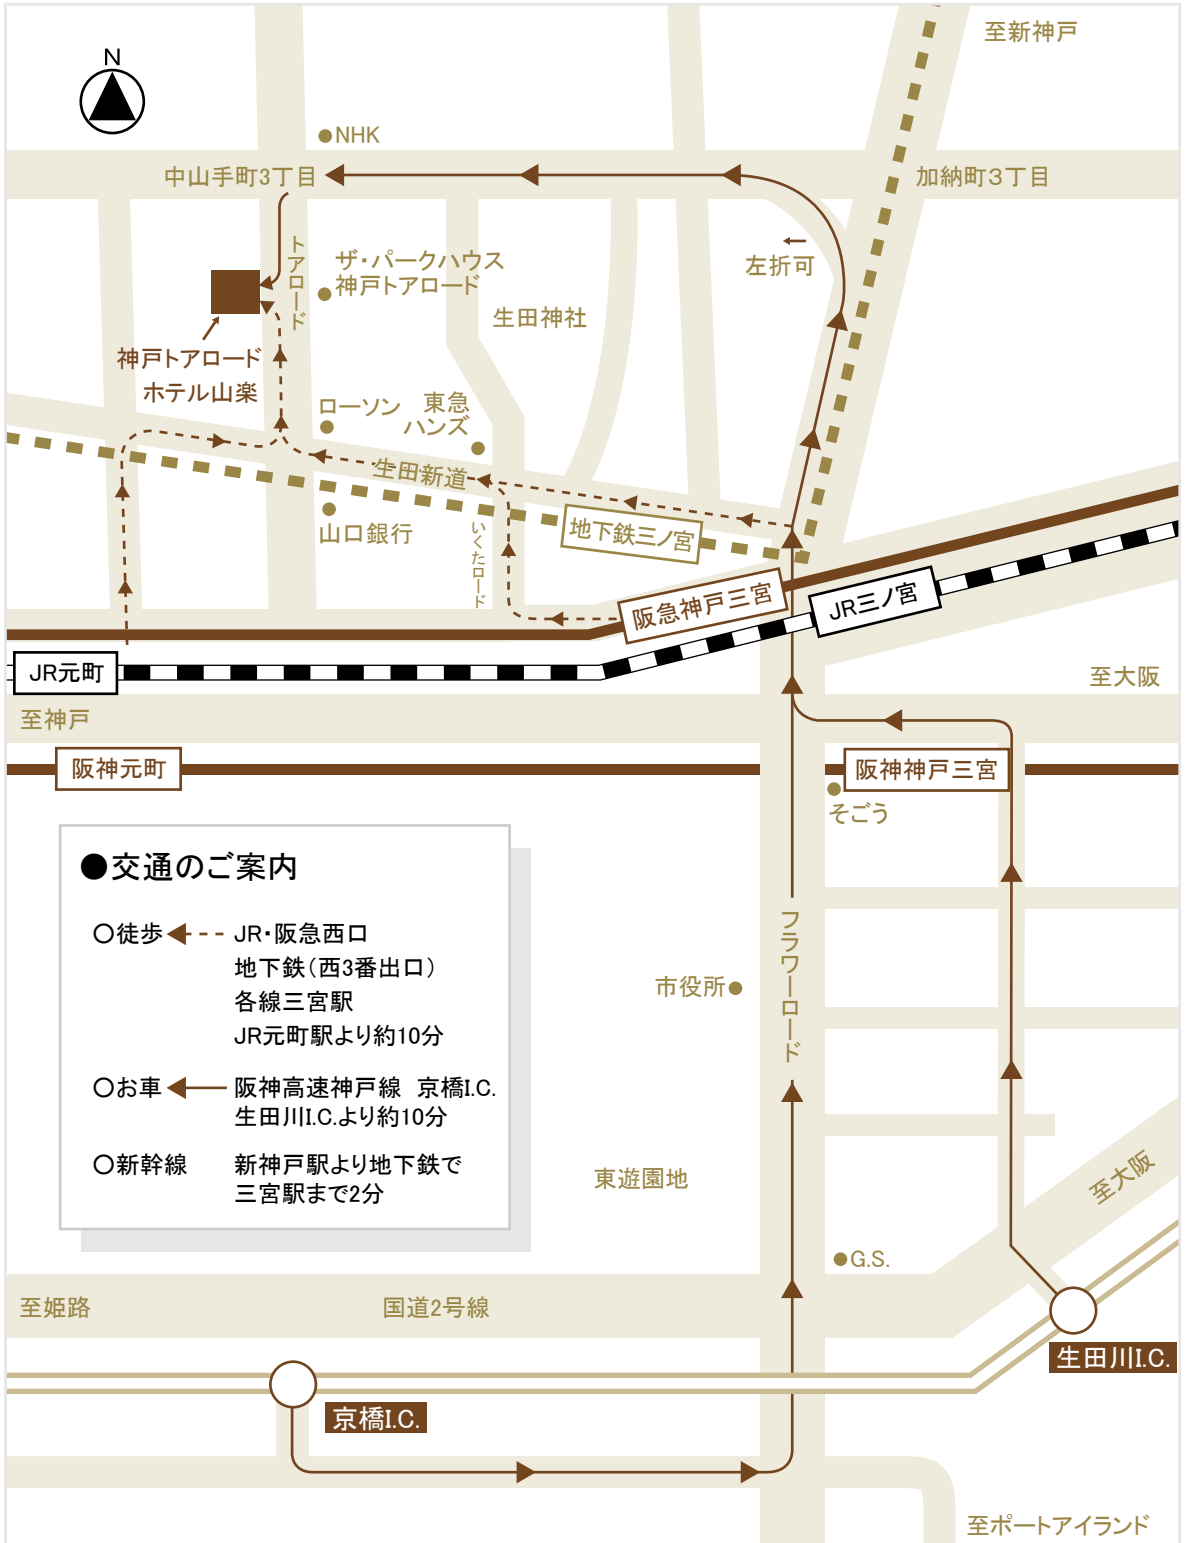 至新神戸
N
NHK
中山手町3丁目
加納町3丁目
トアロード
ザ・パークハウス
神戸トアロード
左折可
生田神社
神戸トアロード
ホテル山楽
ローソン
東急
ハンズ
生田新道
山口銀行
いくたロード
地下鉄三ノ宮
阪急神戸三宮
JR三ノ宮
JR元町
至大阪
至神戸
阪神元町
阪神神戸三宮
そごう
●交通のご案内
○徒歩 JR・阪急西口
地下鉄（西3番出口）
各線三宮駅
JR元町駅より約10分
○お車 阪神高速神戸線 京橋I.C.
生田川I.C.より約10分
○新幹線 新神戸駅より地下鉄で
三宮駅まで2分
フラワーロード
市役所
東遊園地
至大阪
G.S.
至姫路
国道2号線
生田川I.C.
京橋I.C.
至ポートアイランド